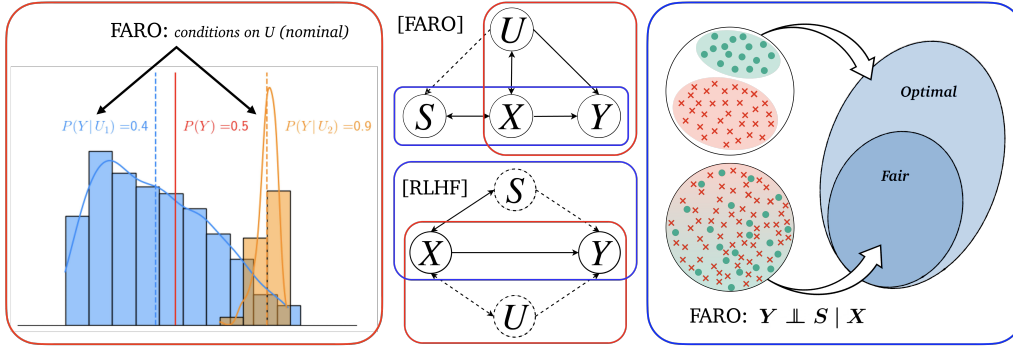 FARO: conditions on U (nominal)
P(Y|U₁) =0.4
P(Y) =0.5
P(Y|U₂) =0.9
[FARO]
U
S
X
Y
[RLHF]
S
X
Y
U
Optimal
Fair
FARO: Y ⫫ S | X